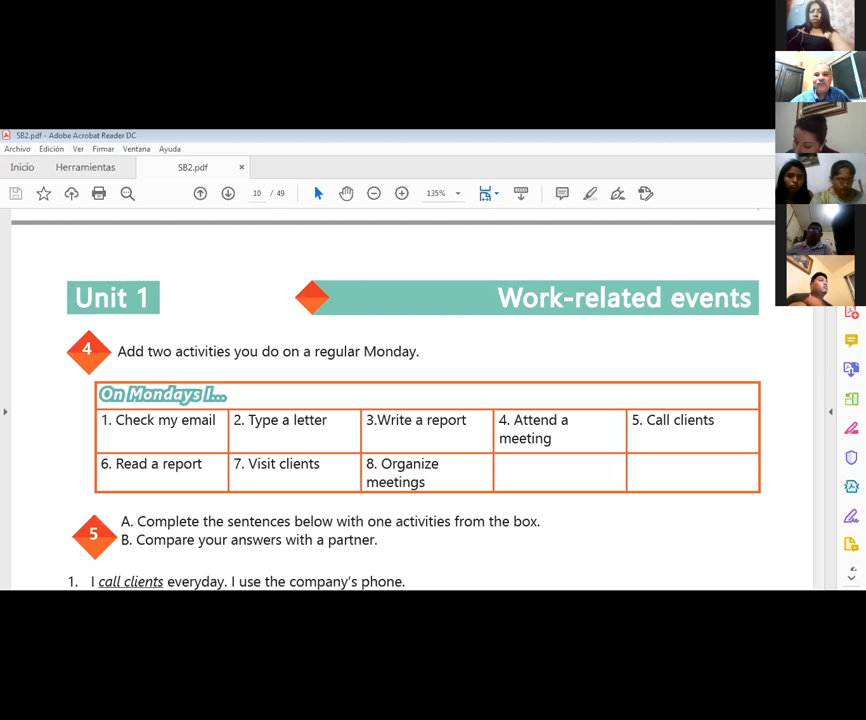 SB2.pdf - Adobe Acrobat Reader DC
Archivo Edición Ver Firmar Ventana Ayuda
Inicio Herramientas SB2.pdf ×
10 / 49 135%
Unit 1 Work-related events
4 Add two activities you do on a regular Monday.
On Mondays I...
1. Check my email 2. Type a letter 3.Write a report 4. Attend a meeting 5. Call clients
6. Read a report 7. Visit clients 8. Organize meetings
5 A. Complete the sentences below with one activities from the box.
B. Compare your answers with a partner.
1. I call clients everyday. I use the company's phone.